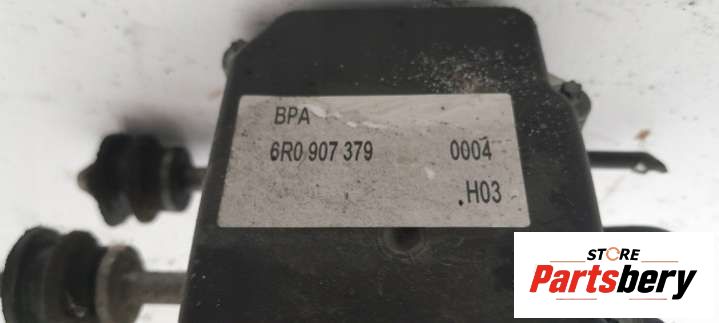 BPA
6R0 907 379 0004
.H03
STORE
Partsbery